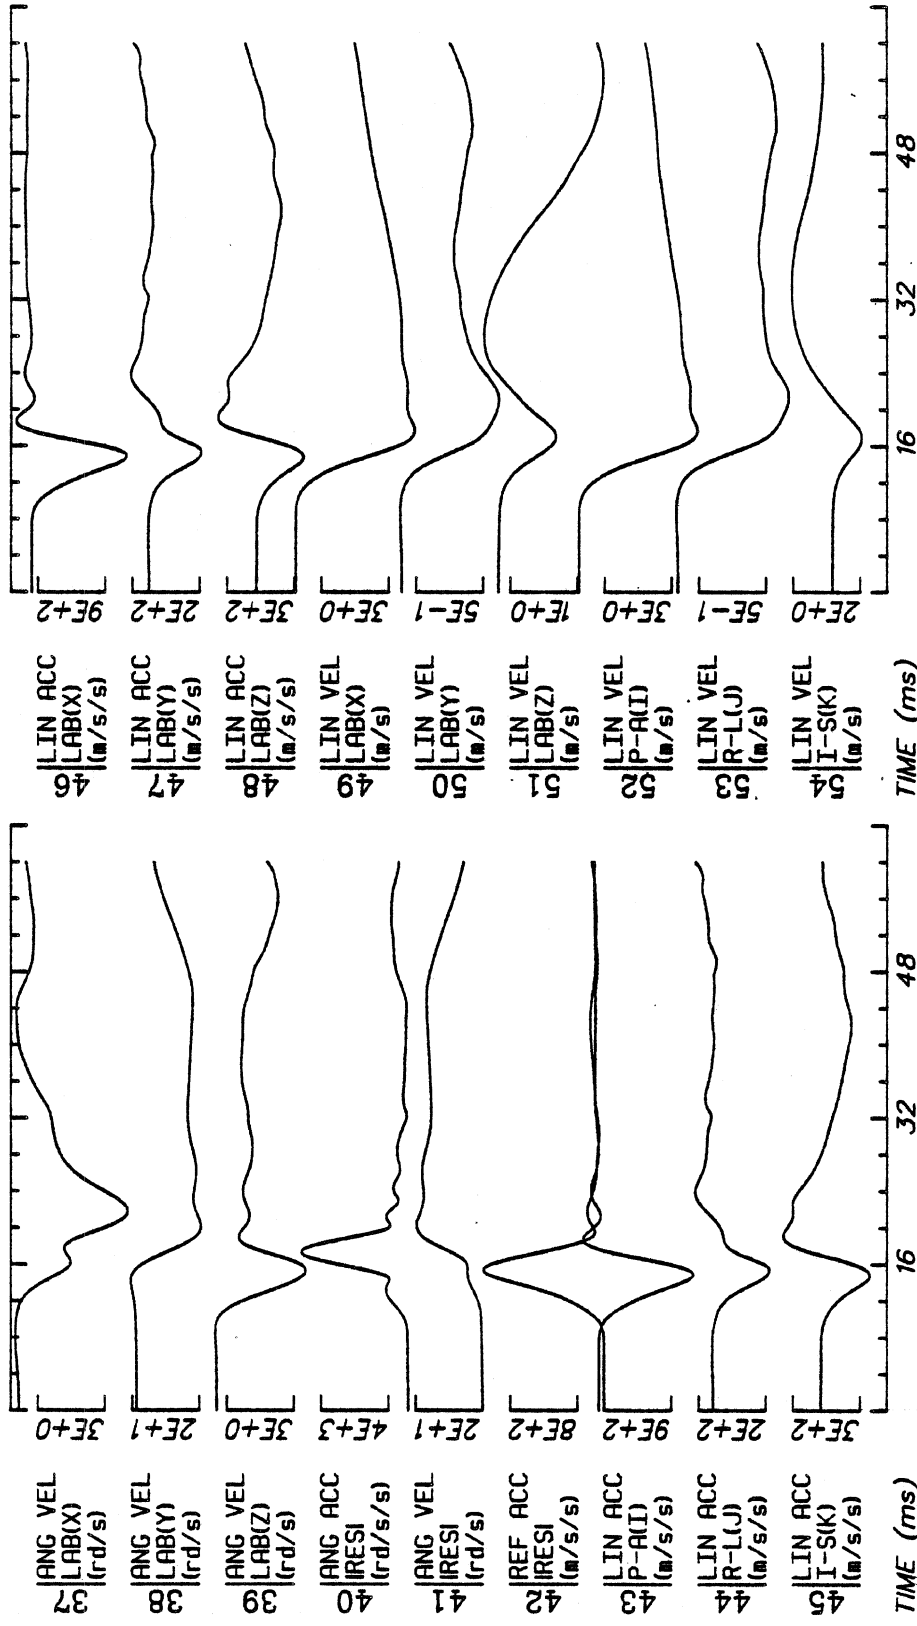 37
ANG VEL
LAB(X)
(rd/s)
3E+0
38
ANG VEL
LAB(Y)
(rd/s)
2E+1
39
ANG VEL
LAB(Z)
(rd/s)
3E+0
40
ANG ACC
|RES|
(rd/s/s)
4E+3
41
ANG VEL
|RES|
(rd/s)
2E+1
42
REF ACC
|RES|
(m/s/s)
8E+2
43
LIN ACC
P-A(I)
(m/s/s)
9E+2
44
LIN ACC
R-L(J)
(m/s/s)
2E+2
45
LIN ACC
I-S(K)
(m/s/s)
3E+2
TIME (ms) 16 32 48
46
LIN ACC
LAB(X)
(m/s/s)
9E+2
47
LIN ACC
LAB(Y)
(m/s/s)
2E+2
48
LIN ACC
LAB(Z)
(m/s/s)
3E+2
49
LIN VEL
LAB(X)
(m/s)
3E+0
50
LIN VEL
LAB(Y)
(m/s)
5E-1
51
LIN VEL
LAB(Z)
(m/s)
1E+0
52
LIN VEL
P-A(I)
(m/s)
3E+0
53
LIN VEL
R-L(J)
(m/s)
5E-1
54
LIN VEL
I-S(K)
(m/s)
2E+0
TIME (ms) 16 32 48